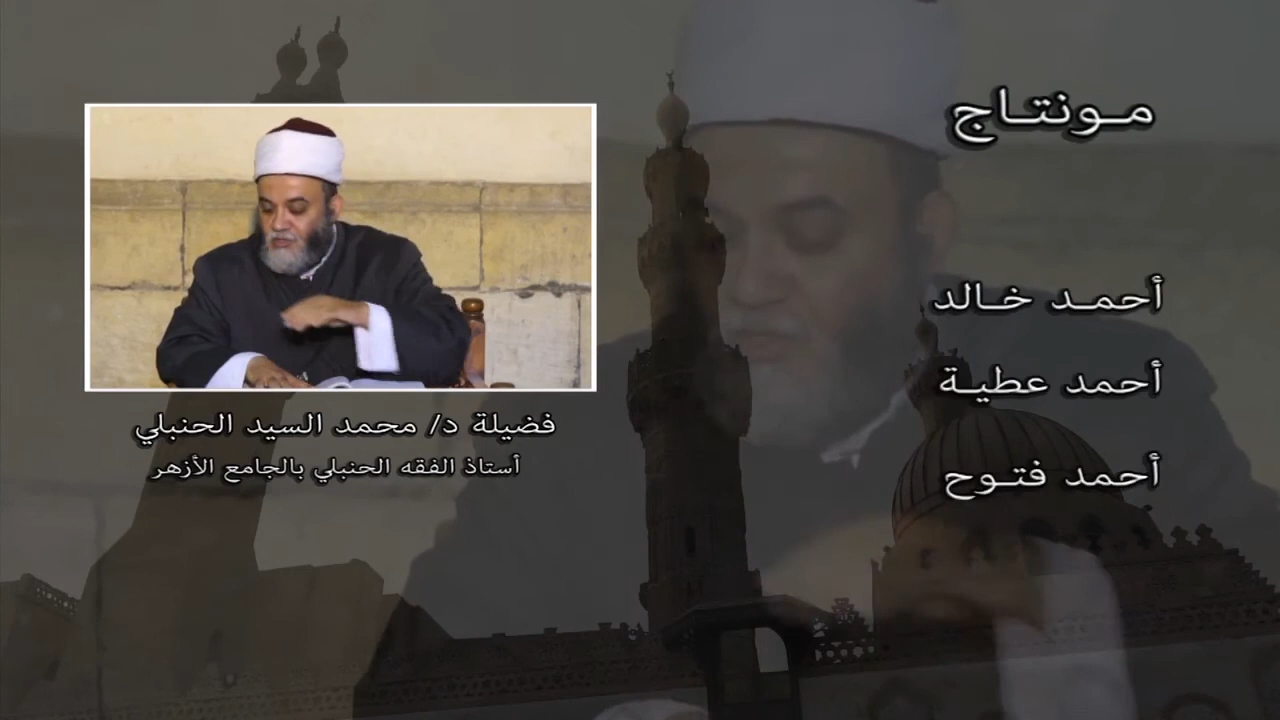 مونتاج
أحمد خالد
أحمد عطية
أحمد فتوح
فضيلة د/ محمد السيد الحنبلي
أستاذ الفقه الحنبلي بالجامع الأزهر